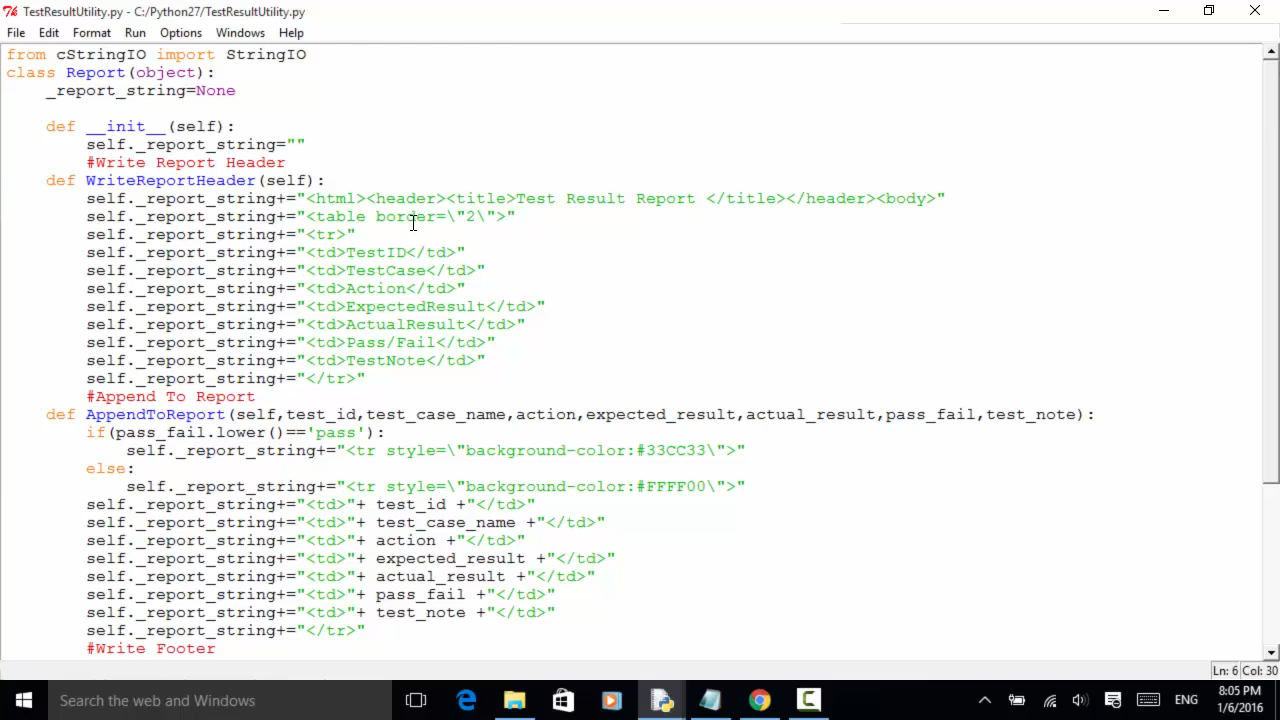 TestResultUtility.py - C:/Python27/TestResultUtility.py
File Edit Format Run Options Windows Help
from cStringIO import StringIO
class Report(object):
    _report_string=None
    def __init__(self):
        self._report_string=""
        #Write Report Header
    def WriteReportHeader(self):
        self._report_string+="<html><header><title>Test Result Report </title></header><body>"
        self._report_string+="<table border=\"2\">"
        self._report_string+="<tr>"
        self._report_string+="<td>TestID</td>"
        self._report_string+="<td>TestCase</td>"
        self._report_string+="<td>Action</td>"
        self._report_string+="<td>ExpectedResult</td>"
        self._report_string+="<td>ActualResult</td>"
        self._report_string+="<td>Pass/Fail</td>"
        self._report_string+="<td>TestNote</td>"
        self._report_string+="</tr>"
        #Append To Report
    def AppendToReport(self,test_id,test_case_name,action,expected_result,actual_result,pass_fail,test_note):
        if(pass_fail.lower()=='pass'):
            self._report_string+="<tr style=\"background-color:#33CC33\">"
        else:
            self._report_string+="<tr style=\"background-color:#FFFF00\">"
        self._report_string+="<td>"+ test_id +"</td>"
        self._report_string+="<td>"+ test_case_name +"</td>"
        self._report_string+="<td>"+ action +"</td>"
        self._report_string+="<td>"+ expected_result +"</td>"
        self._report_string+="<td>"+ actual_result +"</td>"
        self._report_string+="<td>"+ pass_fail +"</td>"
        self._report_string+="<td>"+ test_note +"</td>"
        self._report_string+="</tr>"
        #Write Footer
Ln: 6 Col: 30
Search the web and Windows
ENG
8:05 PM
1/6/2016